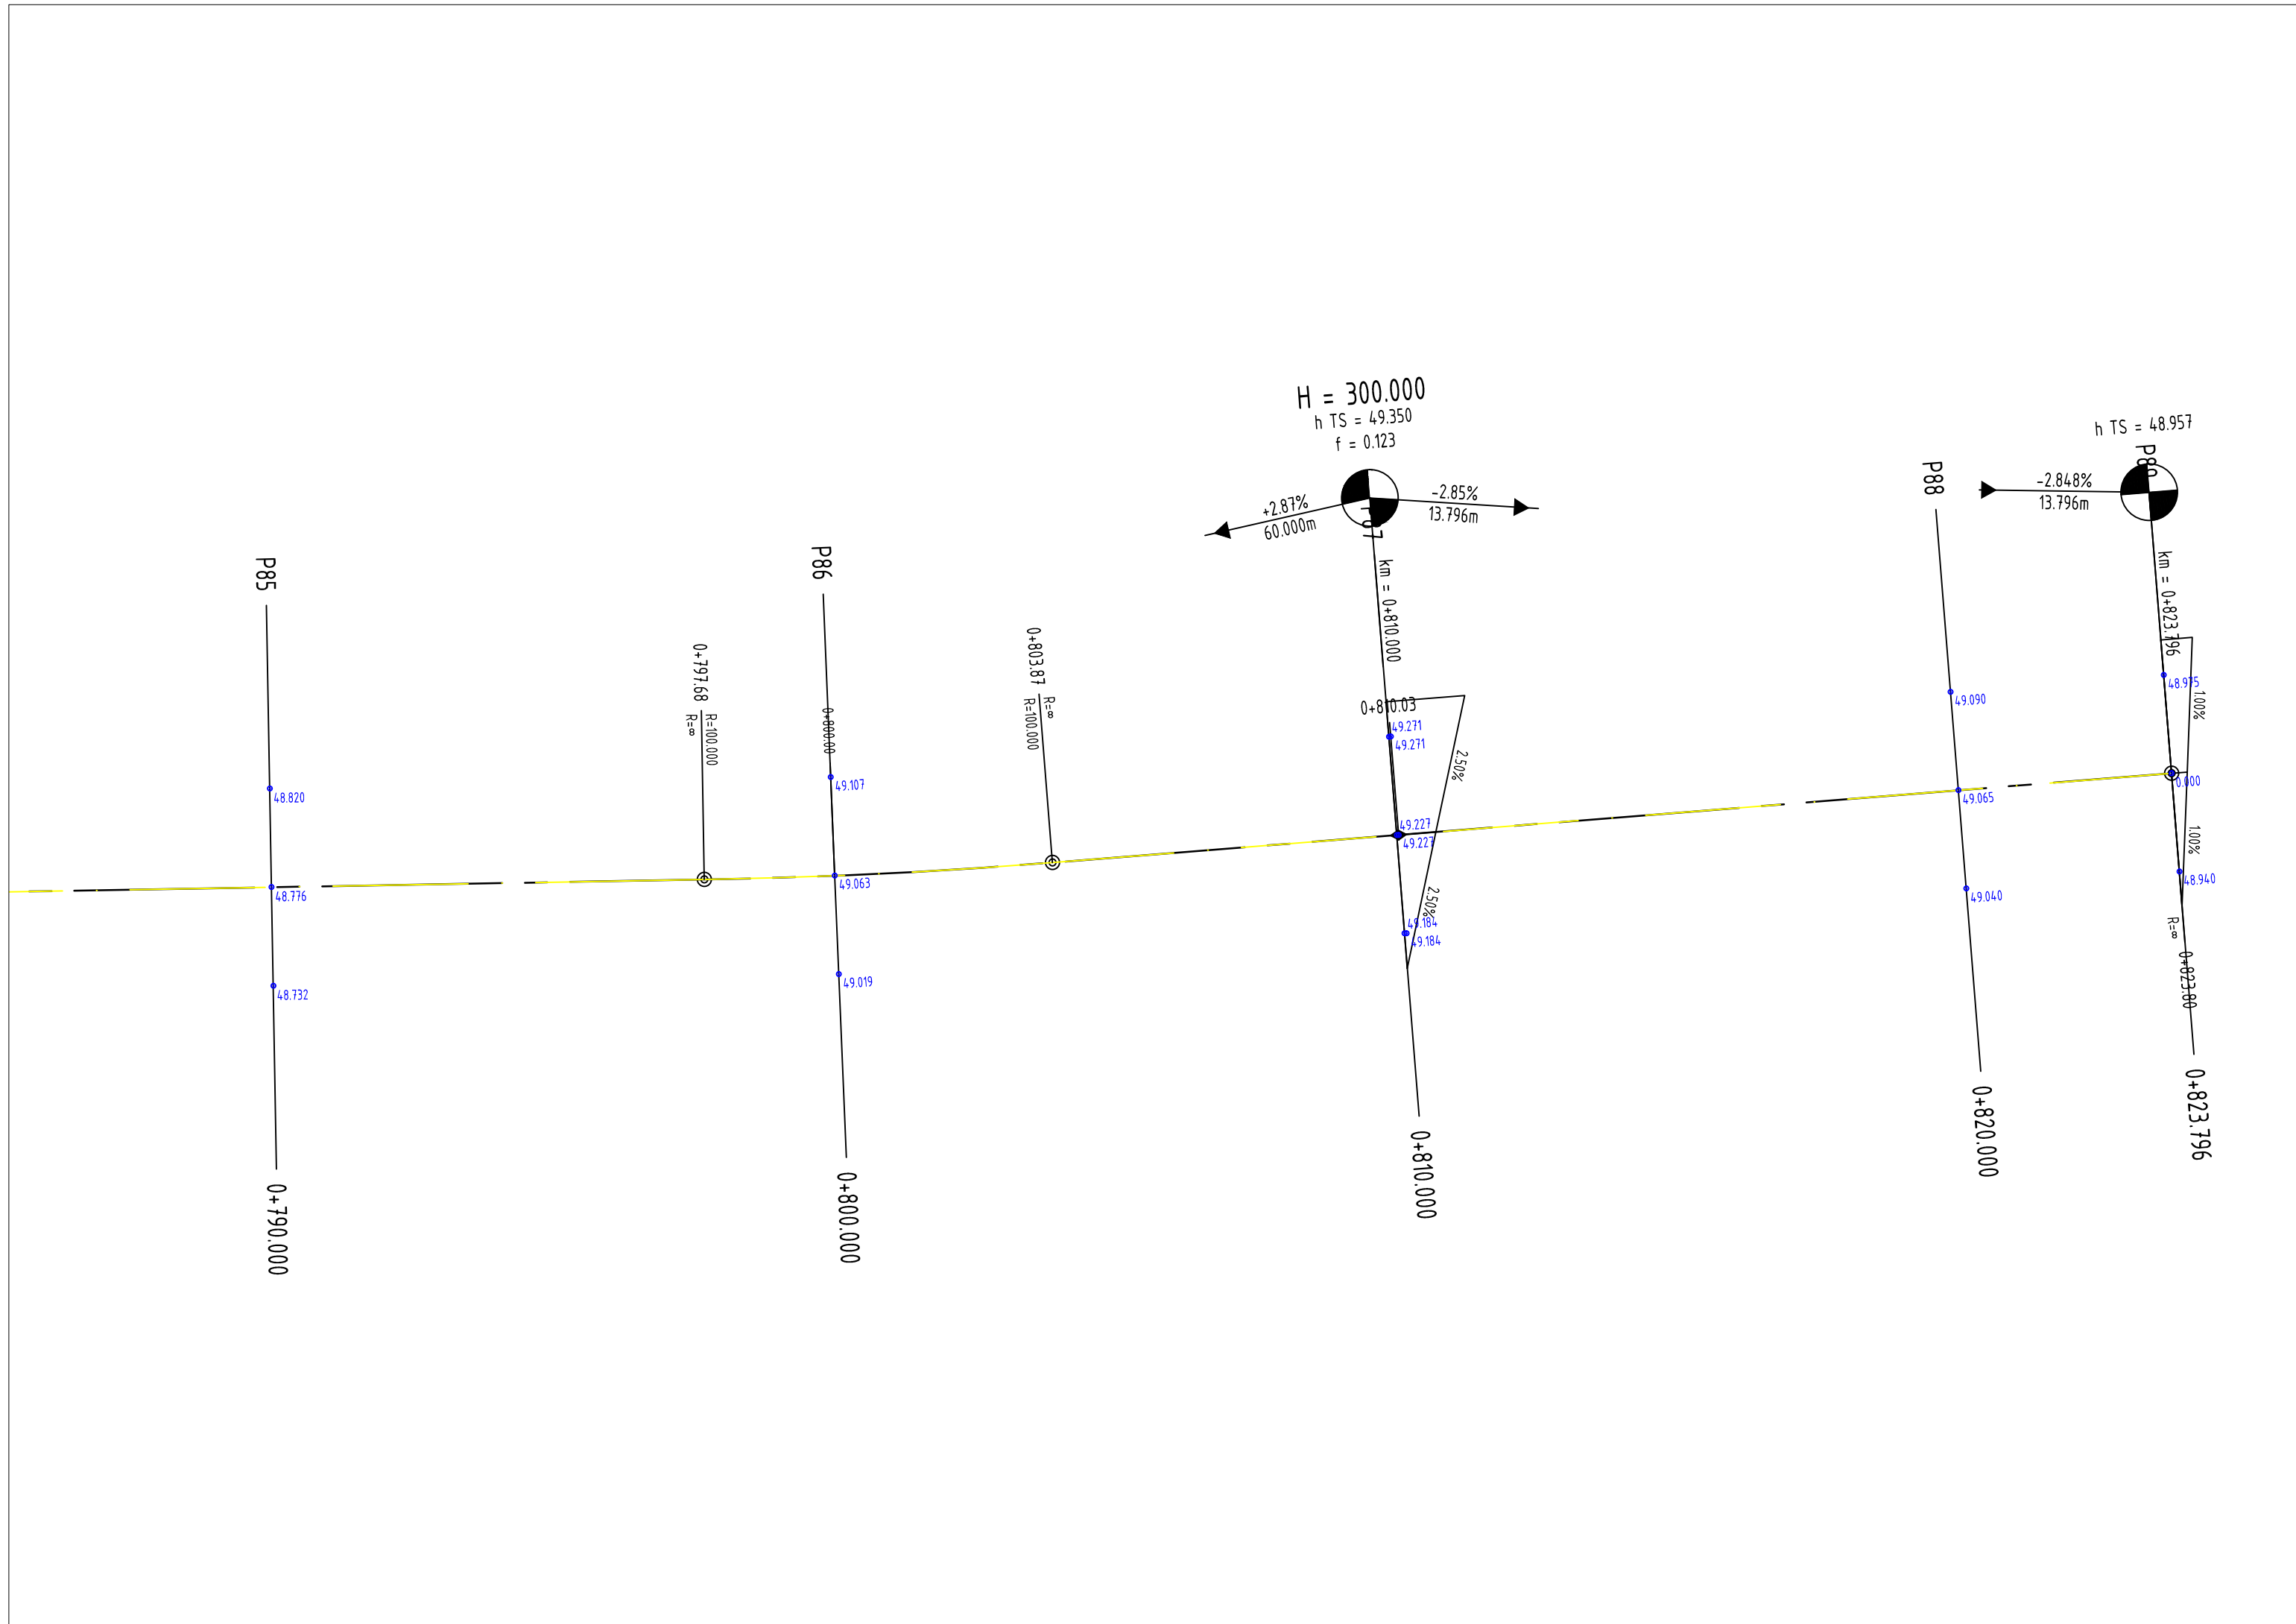 H = 300.000
h TS = 49.350
f = 0.123
+2.87%
60.000m
-2.85%
13.796m
km = 0+810.000
h TS = 48.957
P89
-2.848%
13.796m
km = 0+823.796
P85
48.820
48.776
48.732
0+790.000
0+797.68
R=100.000
R=∞
P86
0+800.00
49.107
49.063
49.019
0+800.000
0+803.87
R=∞
R=100.000
0+810.03
49.271
49.271
2.50%
49.227
49.227
2.50%
49.184
49.184
0+810.000
P88
49.090
49.065
49.040
0+820.000
48.975
1.00%
0.000
1.00%
48.940
R=∞
0+823.80
0+823.796